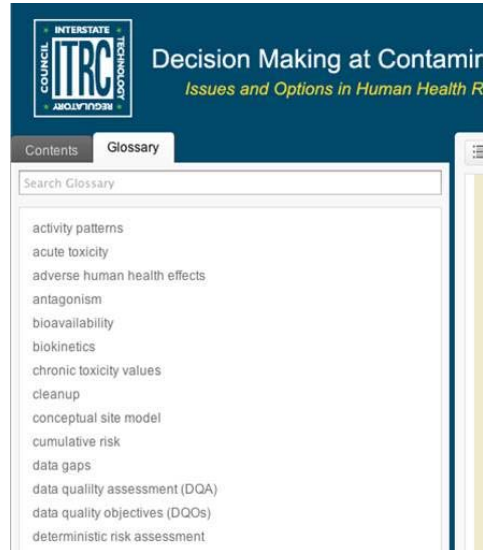 INTERSTATE
COUNCIL
ITRC
TECHNOLOGY
REGULATORY
Decision Making at Contamin
Issues and Options in Human Health R
Contents
Glossary
Search Glossary
activity patterns
acute toxicity
adverse human health effects
antagonism
bioavailability
biokinetics
chronic toxicity values
cleanup
conceptual site model
cumulative risk
data gaps
data qualilty assessment (DQA)
data quality objectives (DQOs)
deterministic risk assessment